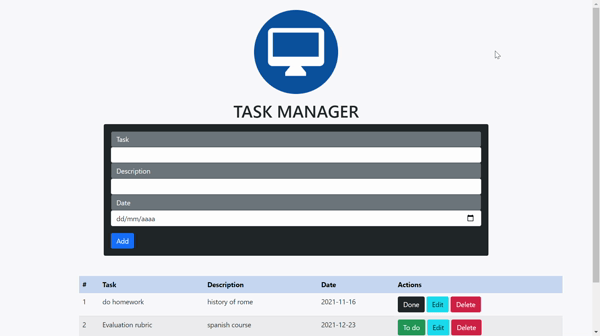 TASK MANAGER
Task
Description
Date
dd/mm/aaaa
Add
# Task Description Date Actions
1 do homework history of rome 2021-11-16 Done Edit Delete
2 Evaluation rubric spanish course 2021-12-23 To do Edit Delete